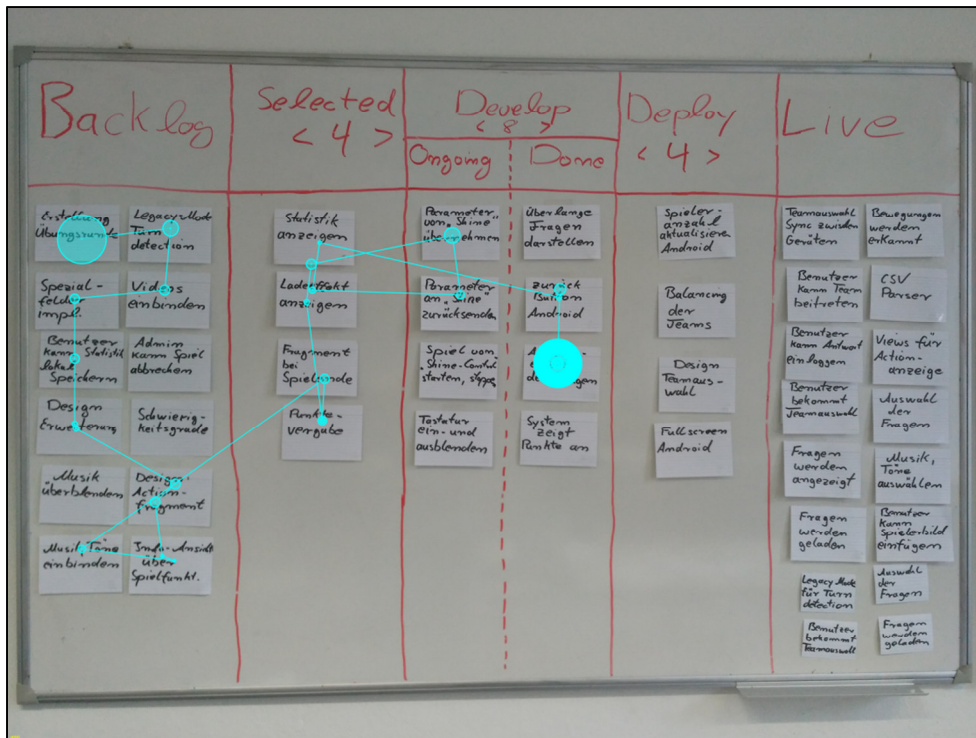 Backlog
Selected
< 4 >
Develop
< 8 >
Ongoing
Done
Deploy
< 4 >
Live
Erstellung
Übungsrunde
Legacy Mode
Turn
detection
Spezial-
felder
impl.
Videos
einbinden
Benutzer
kann Statistik
lokal
Speichern
Admin
kann Spiel
abbrechen
Design
Erweiterung
Schwierig-
keitsgrade
Musik
überblenden
Design
Action-
fragment
Musik, Töne
einbinden
Info-Ansicht
über
Spielfunkt.
Statistik
anzeigen
Ladeeffekt
anzeigen
Fragment
bei
Spielende
Punkte-
vergabe
Parameter
von "Shine"
übernehmen
Parameter
an "Shine"
zurücksenden
Spiel von
"Shine-Control
starten, stoppen
Tastatur
ein- und
ausblenden
Überlange
Fragen
darstellen
Zurück
Button
Android
System
zeigt
Punkte an
Spieler-
anzahl
aktualisieren
Android
Balancing
der
Teams
Design
Teamaus-
wahl
Fullscreen
Android
Teamauswahl
Sync zwischen
Geräten
Bewegungen
werden
erkannt
Benutzer
kann Team
beitreten
CSV
Parser
Benutzer
kann Antwort
einloggen
Views für
Action-
anzeige
Benutzer
bekommt
Teamauswahl
Auswahl
der
Fragen
Fragen
werden
angezeigt
Musik,
Töne
auswählen
Fragen
werden
geladen
Benutzer
kann
Spielerbild
einfügen
Legacy Mode
für Turn
detection
Auswahl
der
Fragen
Benutzer
bekommt
Teamauswahl
Fragen
werden
geladen